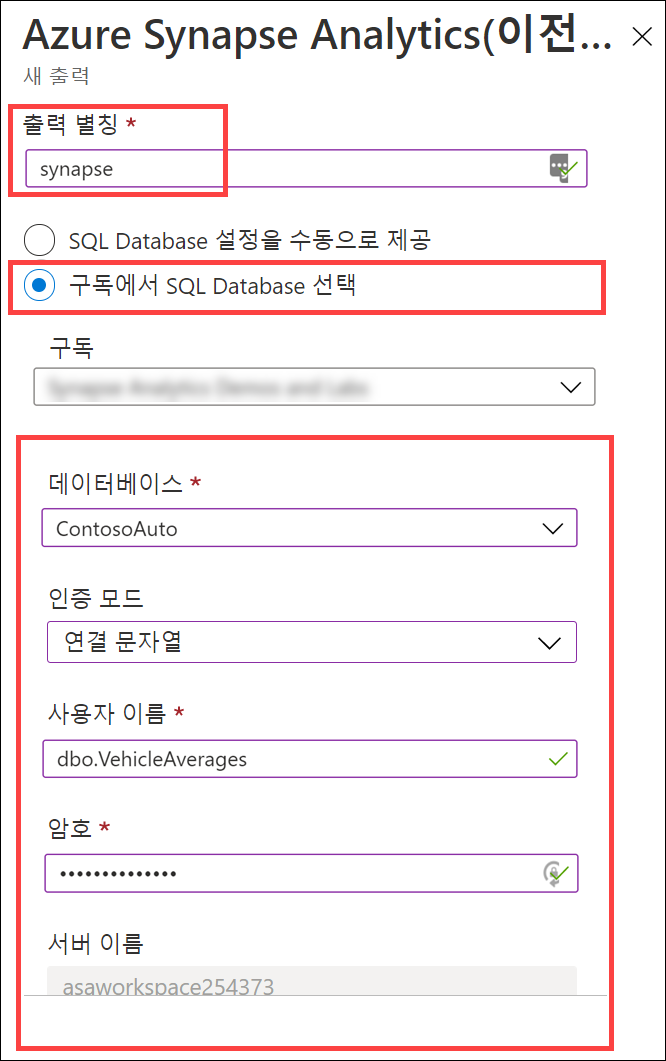 Azure Synapse Analytics(이전...
새 출력
출력 별칭 *
synapse
SQL Database 설정을 수동으로 제공
구독에서 SQL Database 선택
구독
데이터베이스 *
ContosoAuto
인증 모드
연결 문자열
사용자 이름 *
dbo.VehicleAverages
암호 *
••••••••••••••
서버 이름
asaworkspace254373